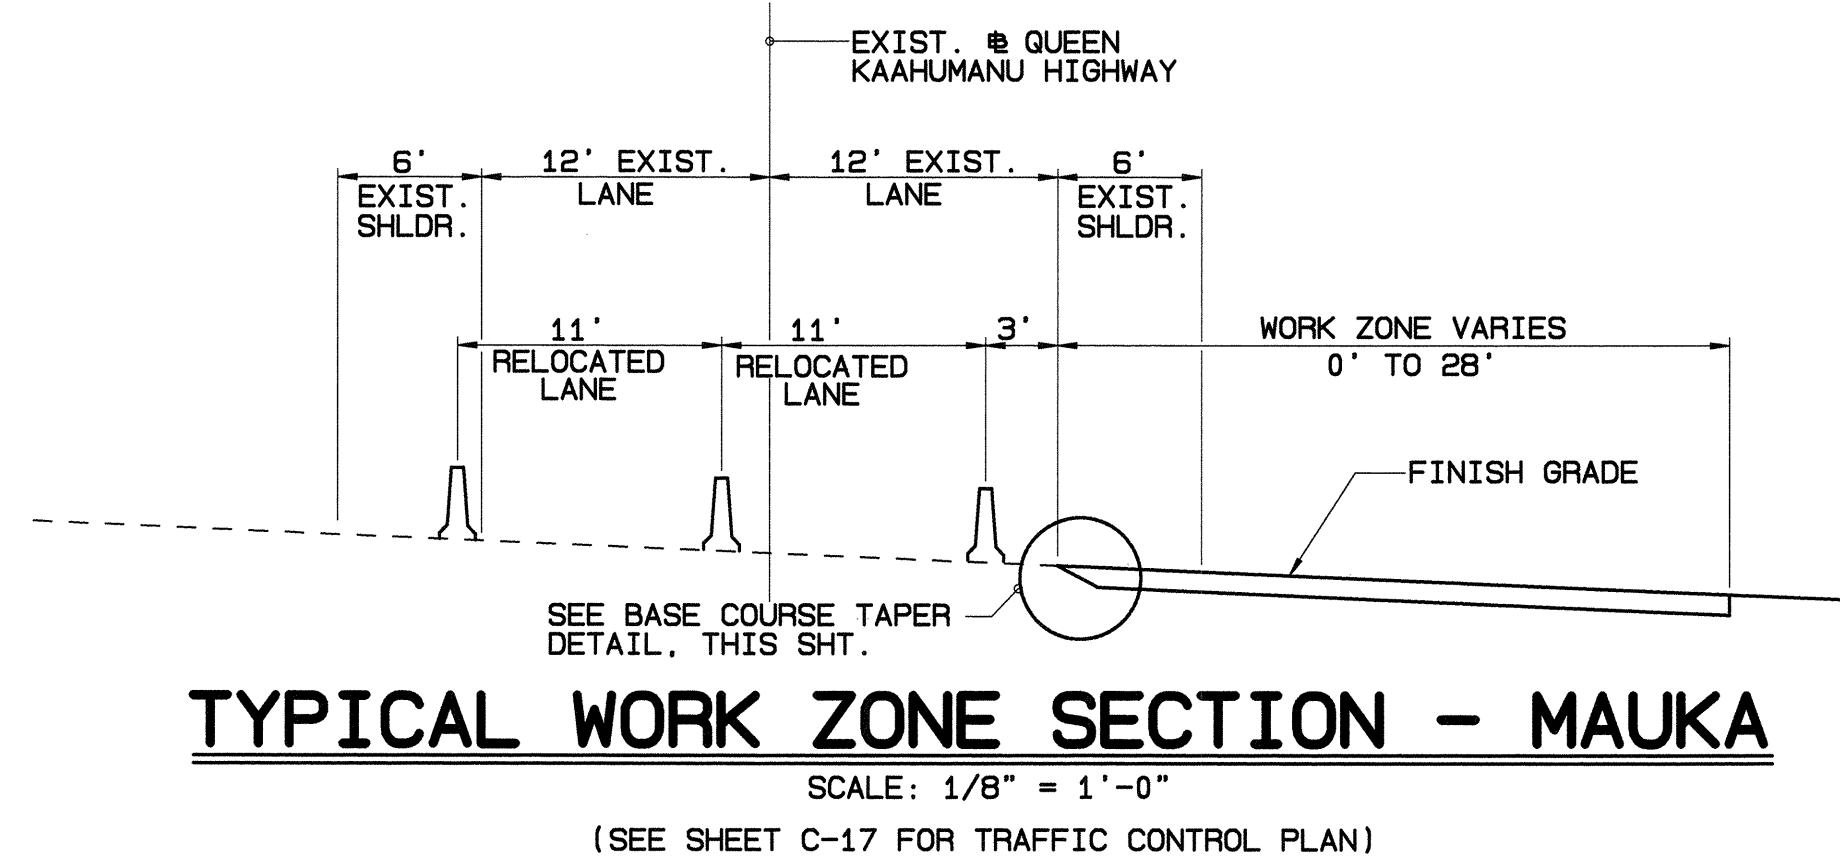 EXIST. ℄ QUEEN
KAAHUMANU HIGHWAY
6'
EXIST.
SHLDR.
12' EXIST.
LANE
12' EXIST.
LANE
6'
EXIST.
SHLDR.
11'
RELOCATED
LANE
11'
RELOCATED
LANE
3'
WORK ZONE VARIES
0' TO 28'
FINISH GRADE
SEE BASE COURSE TAPER
DETAIL, THIS SHT.
TYPICAL WORK ZONE SECTION - MAUKA
SCALE: 1/8" = 1'-0"
(SEE SHEET C-17 FOR TRAFFIC CONTROL PLAN)